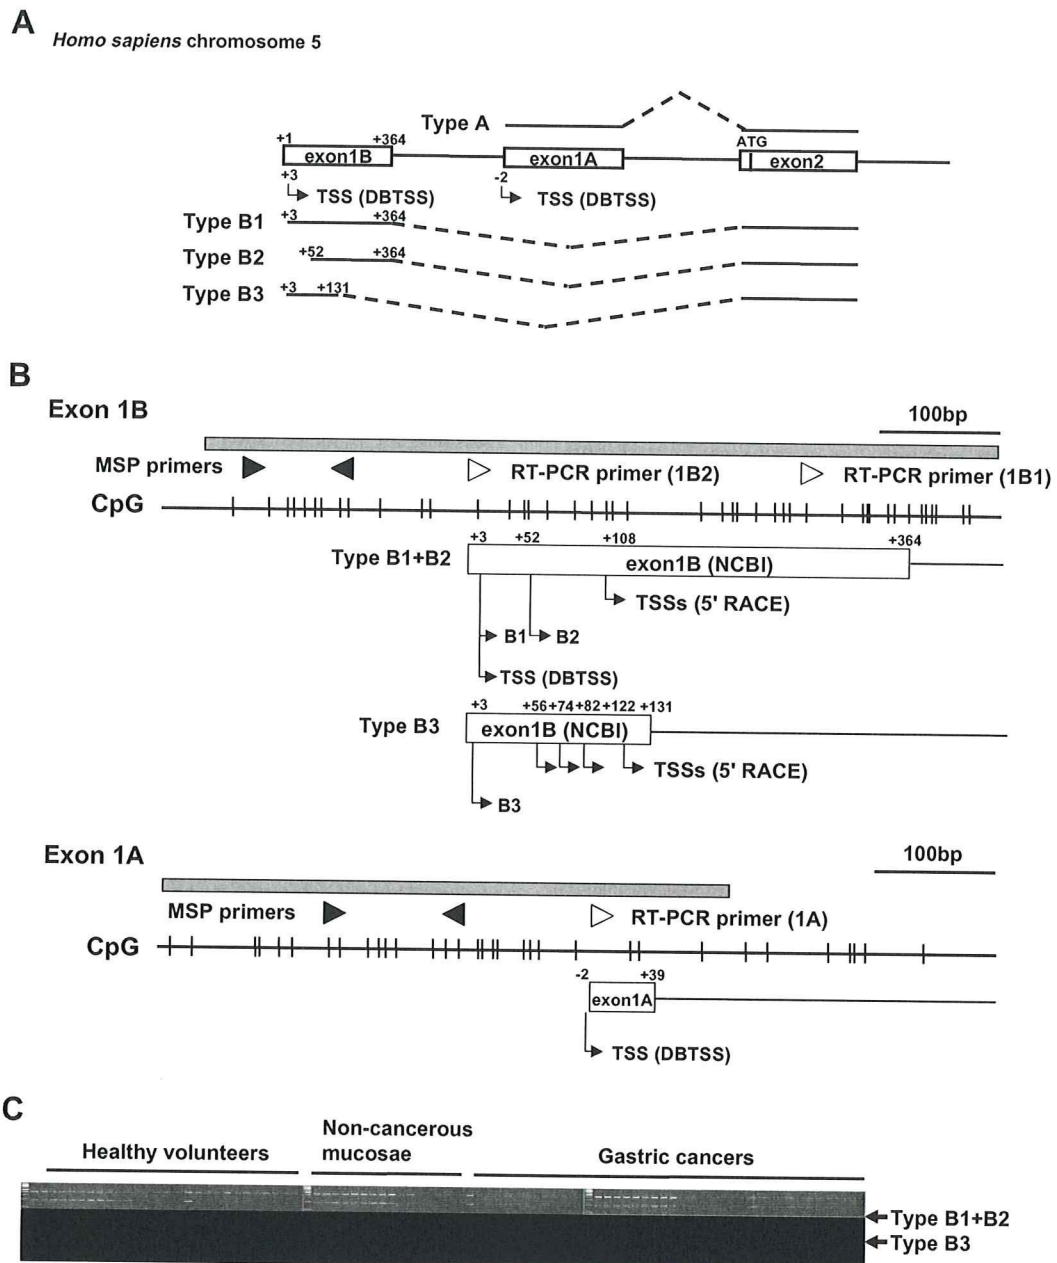 A
Homo sapiens chromosome 5
Type A
+1 +364 ATG
exon1B exon1A exon2
+3 -2
TSS (DBTSS) TSS (DBTSS)
Type B1 +3 +364
Type B2 +52 +364
Type B3 +3 +131
B
Exon 1B
100bp
MSP primers RT-PCR primer (1B2) RT-PCR primer (1B1)
CpG
+3 +52 +108 +364
Type B1+B2 exon1B (NCBI)
TSSs (5' RACE)
B1 B2
TSS (DBTSS)
+3 +56 +74 +82 +122 +131
Type B3 exon1B (NCBI)
TSSs (5' RACE)
B3
Exon 1A
100bp
MSP primers RT-PCR primer (1A)
CpG
-2 +39
exon1A
TSS (DBTSS)
C
Healthy volunteers
Non-cancerous
mucosae
Gastric cancers
Type B1+B2
Type B3